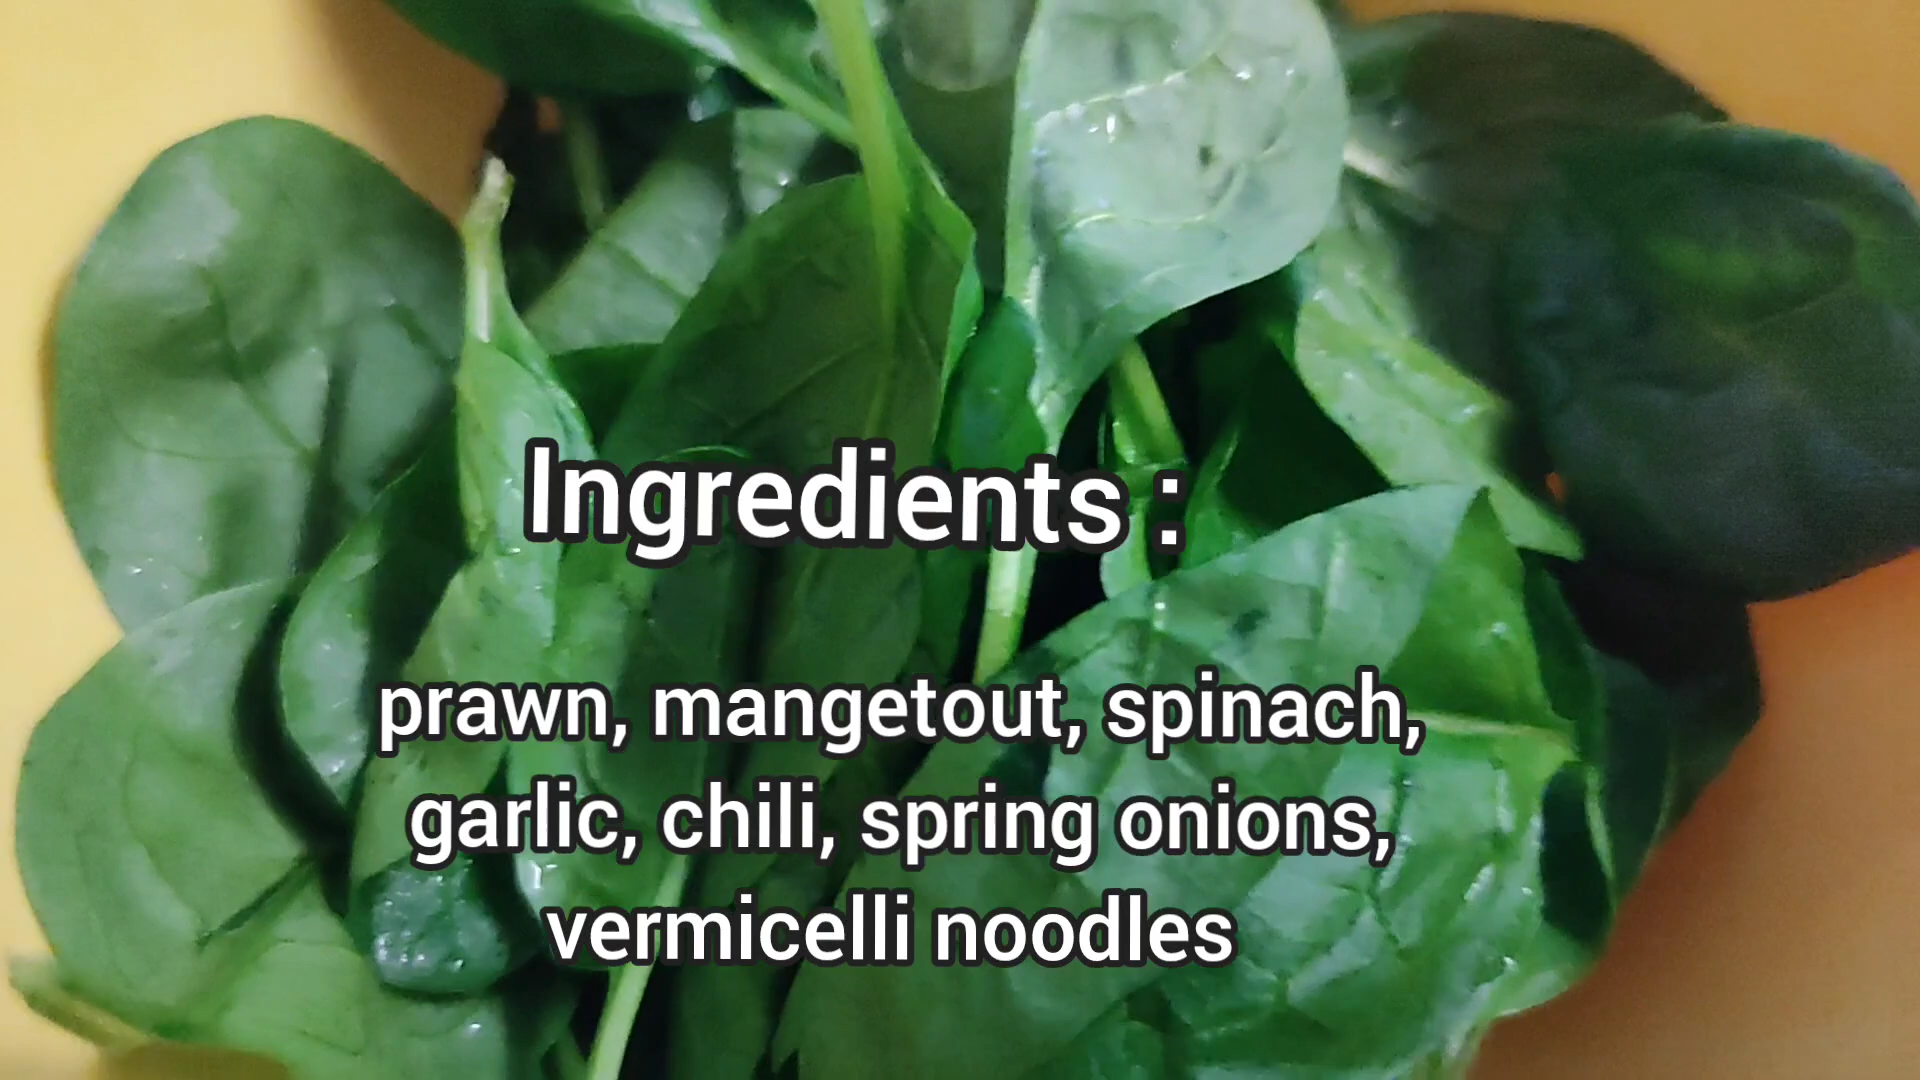 Ingredients :
prawn, mangetout, spinach,
garlic, chili, spring onions,
vermicelli noodles